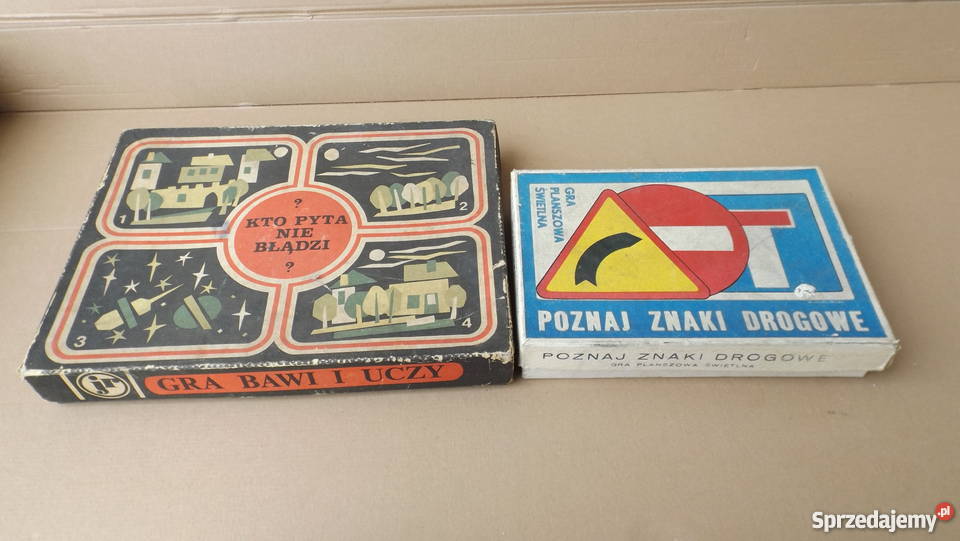 1
2
?
KTO PYTA
NIE
BŁĄDZI
?
3
4
jr
GRA BAWI I UCZY
GRA
PLANSZOWA
ŚWIETLNA
POZNAJ ZNAKI DROGOWE
POZNAJ ZNAKI DROGOWE
GRA PLANSZOWA ŚWIETLNA
Sprzedajemy.pl